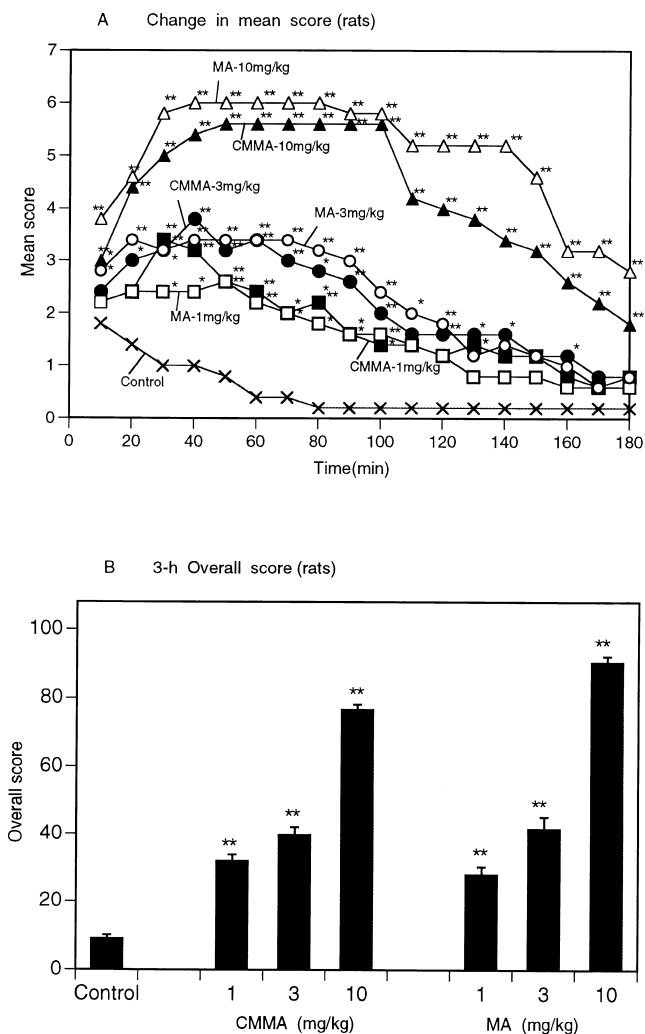 A Change in mean score (rats)
7
6
5
4
3
2
1
0
Mean score
MA-10mg/kg
CMMA-10mg/kg
CMMA-3mg/kg
MA-3mg/kg
MA-1mg/kg
CMMA-1mg/kg
Control
0 20 40 60 80 100 120 140 160 180
Time(min)
B 3-h Overall score (rats)
100
80
60
40
20
0
Overall score
** ** ** ** ** **
Control 1 3 10 1 3 10
CMMA (mg/kg) MA (mg/kg)